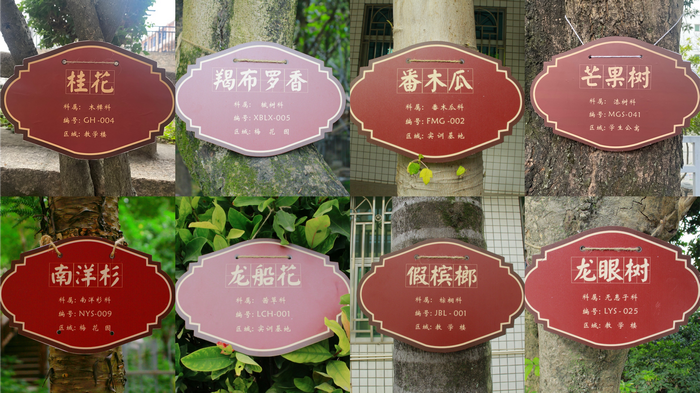 桂花
科属: 木樨科
编号: GH-004
区域: 教学楼
羯布罗香
科属: 桃树科
编号: XBLX-005
区域: 梅花园
番木瓜
科属: 番木瓜科
编号: FMG-002
区域: 实训基地
芒果树
科属: 漆树科
编号: MGS-041
区域: 学生公寓
南洋杉
科属: 南洋杉科
编号: NYS-009
区域: 梅花园
龙船花
科属: 茜草科
编号: LCH-001
区域: 实训基地
假槟榔
科属: 棕榈科
编号: JBL-001
区域: 教学楼
龙眼树
科属: 无患子科
编号: LYS-025
区域: 教学楼